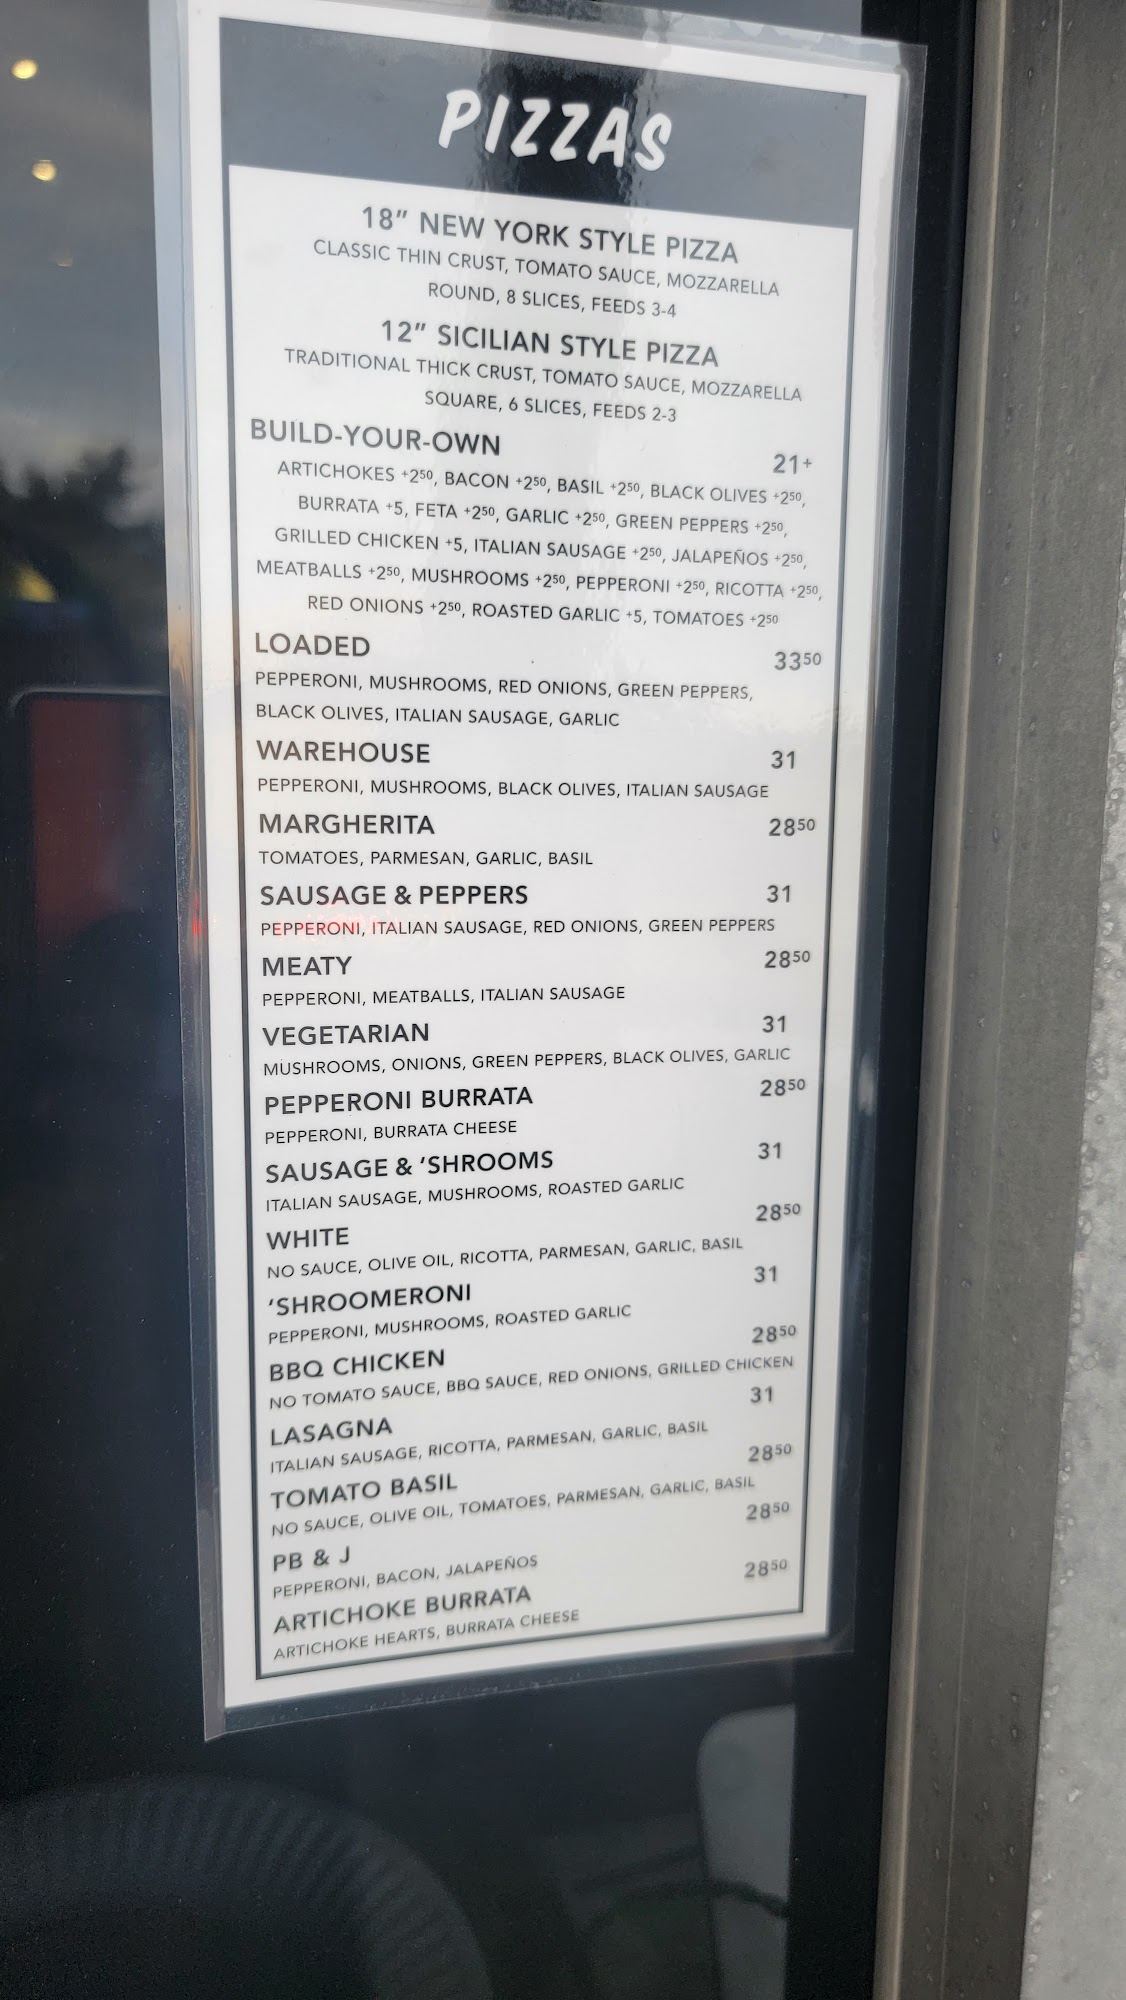 PIZZAS
18" NEW YORK STYLE PIZZA
CLASSIC THIN CRUST, TOMATO SAUCE, MOZZARELLA
ROUND, 8 SLICES, FEEDS 3-4
12" SICILIAN STYLE PIZZA
TRADITIONAL THICK CRUST, TOMATO SAUCE, MOZZARELLA
SQUARE, 6 SLICES, FEEDS 2-3
BUILD-YOUR-OWN 21+
ARTICHOKES +250, BACON +250, BASIL +250, BLACK OLIVES +250,
BURRATA +5, FETA +250, GARLIC +250, GREEN PEPPERS +250,
GRILLED CHICKEN +5, ITALIAN SAUSAGE +250, JALAPEÑOS +250,
MEATBALLS +250, MUSHROOMS +250, PEPPERONI +250, RICOTTA +250,
RED ONIONS +250, ROASTED GARLIC +5, TOMATOES +250
LOADED 3350
PEPPERONI, MUSHROOMS, RED ONIONS, GREEN PEPPERS,
BLACK OLIVES, ITALIAN SAUSAGE, GARLIC
WAREHOUSE 31
PEPPERONI, MUSHROOMS, BLACK OLIVES, ITALIAN SAUSAGE
MARGHERITA 2850
TOMATOES, PARMESAN, GARLIC, BASIL
SAUSAGE & PEPPERS 31
PEPPERONI, ITALIAN SAUSAGE, RED ONIONS, GREEN PEPPERS
MEATY 2850
PEPPERONI, MEATBALLS, ITALIAN SAUSAGE
VEGETARIAN 31
MUSHROOMS, ONIONS, GREEN PEPPERS, BLACK OLIVES, GARLIC
PEPPERONI BURRATA 2850
PEPPERONI, BURRATA CHEESE
SAUSAGE & 'SHROOMS 31
ITALIAN SAUSAGE, MUSHROOMS, ROASTED GARLIC
WHITE 2850
NO SAUCE, OLIVE OIL, RICOTTA, PARMESAN, GARLIC, BASIL
'SHROOMERONI 31
PEPPERONI, MUSHROOMS, ROASTED GARLIC
BBQ CHICKEN 2850
NO TOMATO SAUCE, BBQ SAUCE, RED ONIONS, GRILLED CHICKEN
LASAGNA 31
ITALIAN SAUSAGE, RICOTTA, PARMESAN, GARLIC, BASIL
TOMATO BASIL 2850
NO SAUCE, OLIVE OIL, TOMATOES, PARMESAN, GARLIC, BASIL
PB & J 2850
PEPPERONI, BACON, JALAPEÑOS
ARTICHOKE BURRATA 2850
ARTICHOKE HEARTS, BURRATA CHEESE